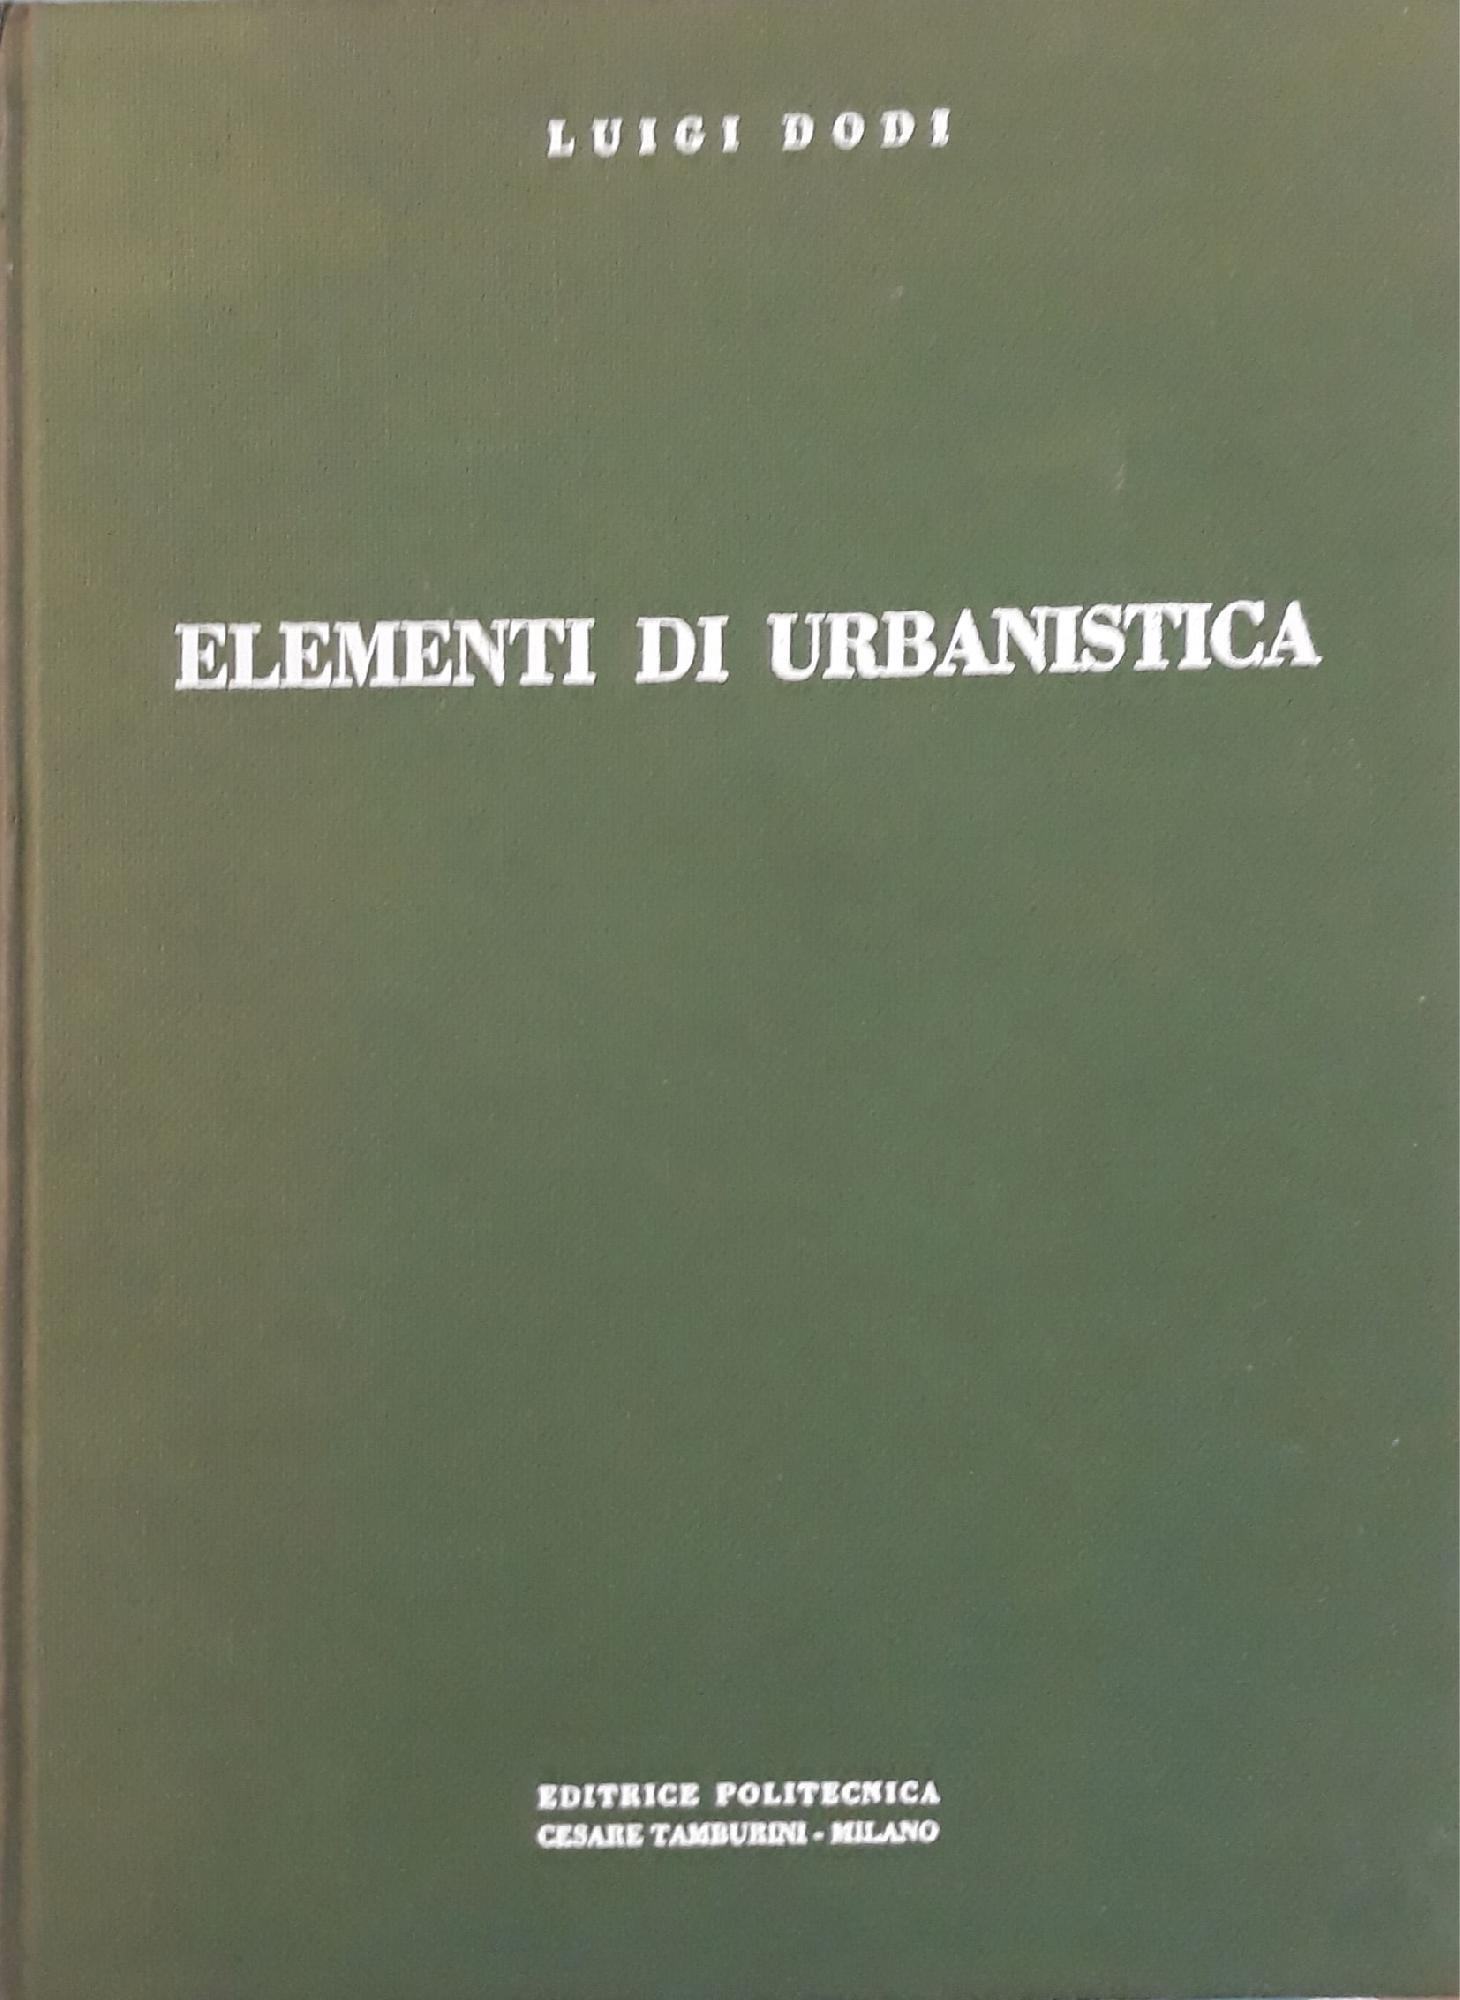 LUIGI DODI
ELEMENTI DI URBANISTICA
EDITRICE POLITECNICA
CESARE TAMBURINI - MILANO